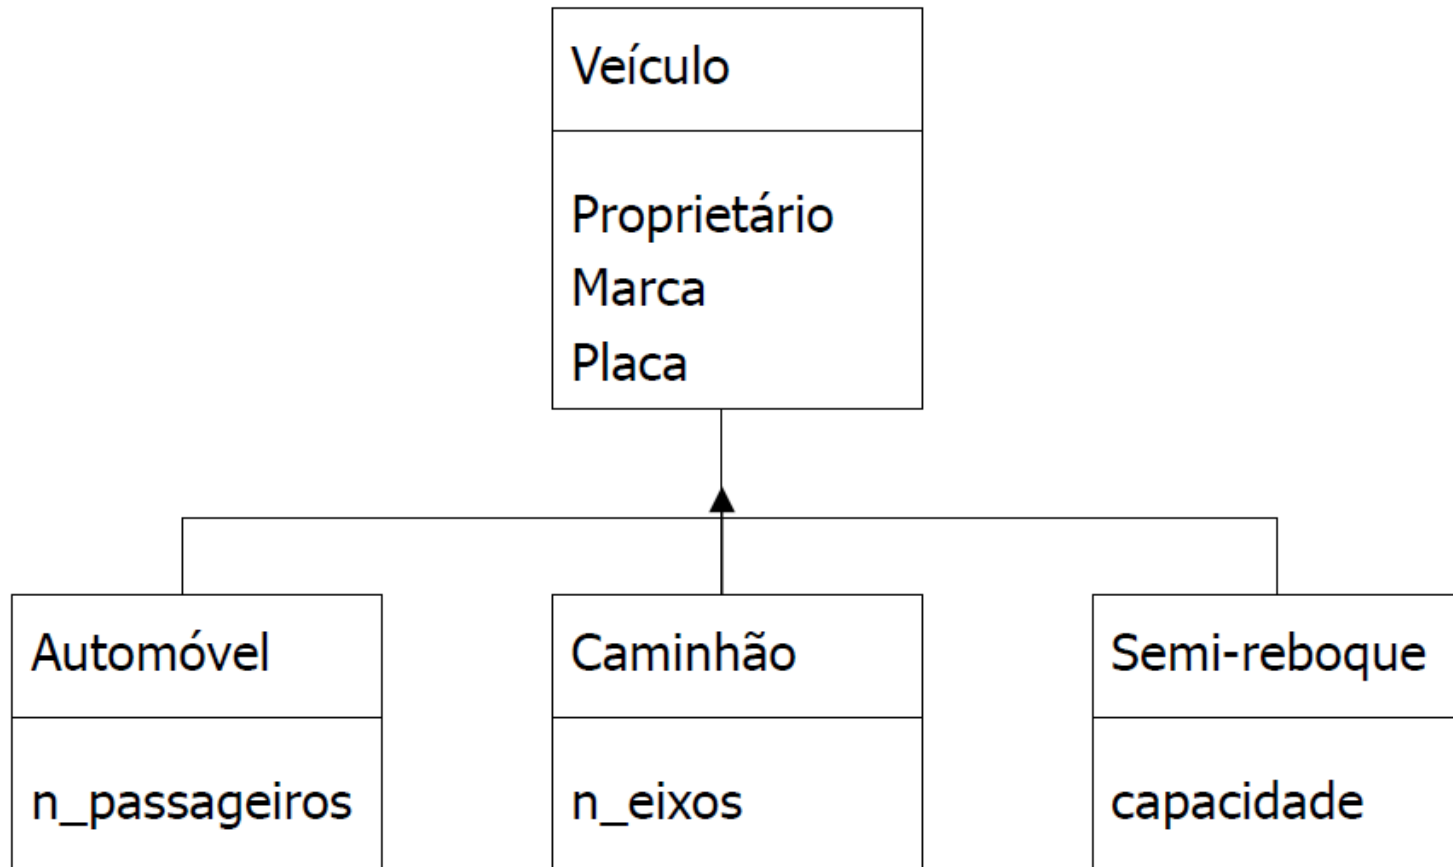 Veículo
Proprietário
Marca
Placa
Automóvel
n_passageiros
Caminhão
n_eixos
Semi-reboque
capacidade